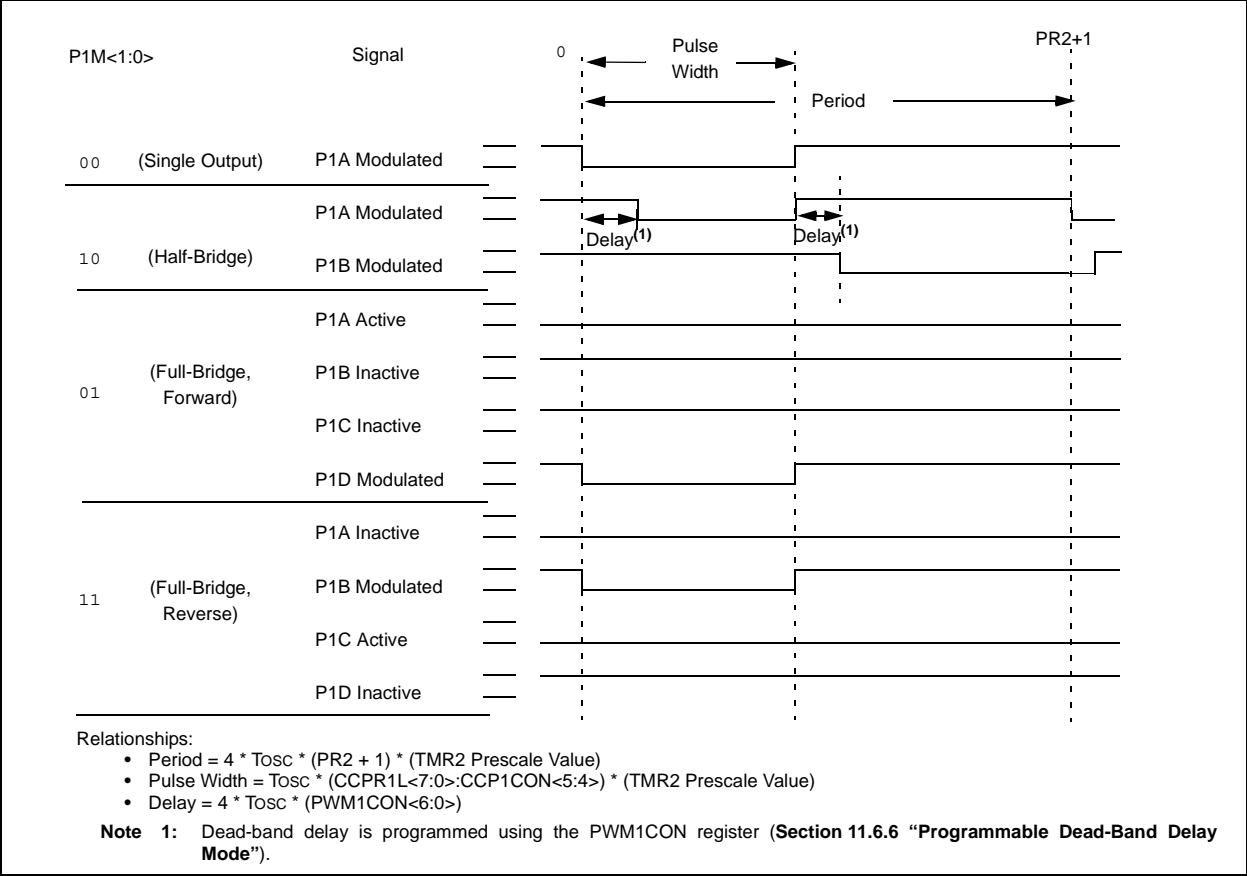 P1M<1:0> Signal 0 Pulse Width PR2+1
Period
00 (Single Output) P1A Modulated
P1A Modulated
Delay(1) Delay(1)
10 (Half-Bridge) P1B Modulated
P1A Active
01 (Full-Bridge, Forward) P1B Inactive
P1C Inactive
P1D Modulated
P1A Inactive
11 (Full-Bridge, Reverse) P1B Modulated
P1C Active
P1D Inactive
Relationships:
• Period = 4 * TOSC * (PR2 + 1) * (TMR2 Prescale Value)
• Pulse Width = TOSC * (CCPR1L<7:0>:CCP1CON<5:4>) * (TMR2 Prescale Value)
• Delay = 4 * TOSC * (PWM1CON<6:0>)
Note 1: Dead-band delay is programmed using the PWM1CON register (Section 11.6.6 “Programmable Dead-Band Delay
Mode”).